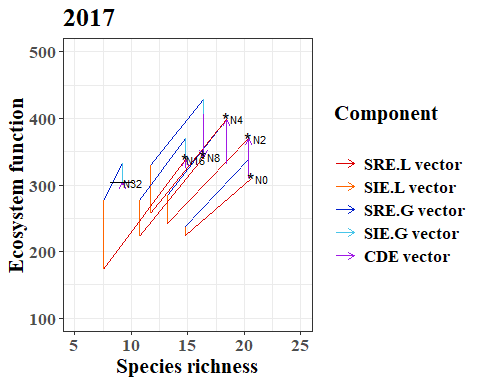 2017
Ecosystem function
500
400
300
200
100
*N4
*N2
*N16
*N8
N32
*N0
5
10
15
20
25
Species richness
Component
SRE.L vector
SIE.L vector
SRE.G vector
SIE.G vector
CDE vector